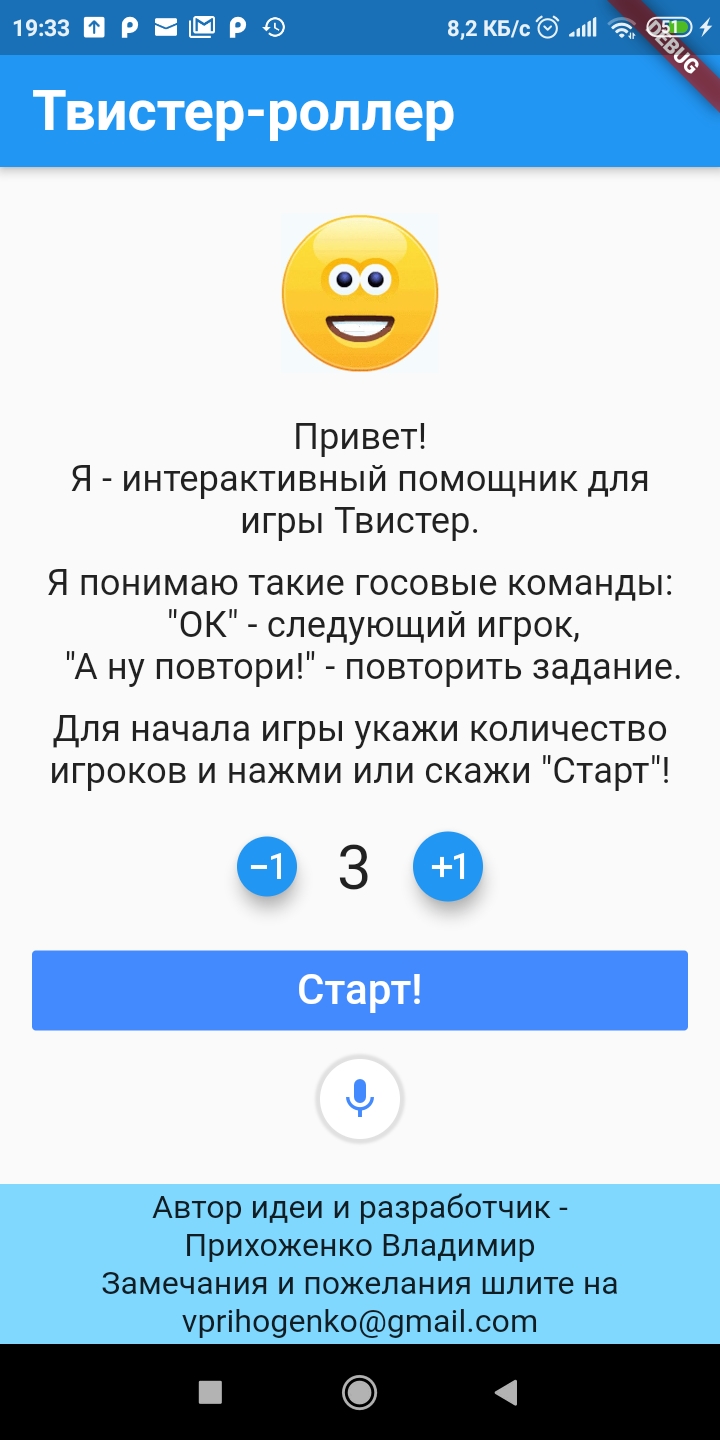 19:33
8,2 КБ/с
51
DEBUG
Твистер-роллер
Привет!
Я - интерактивный помощник для
игры Твистер.
Я понимаю такие госовые команды:
"ОК" - следующий игрок,
"А ну повтори!" - повторить задание.
Для начала игры укажи количество
игроков и нажми или скажи "Старт"!
−1 3 +1
Старт!
Автор идеи и разработчик -
Прихоженко Владимир
Замечания и пожелания шлите на
vprihogenko@gmail.com